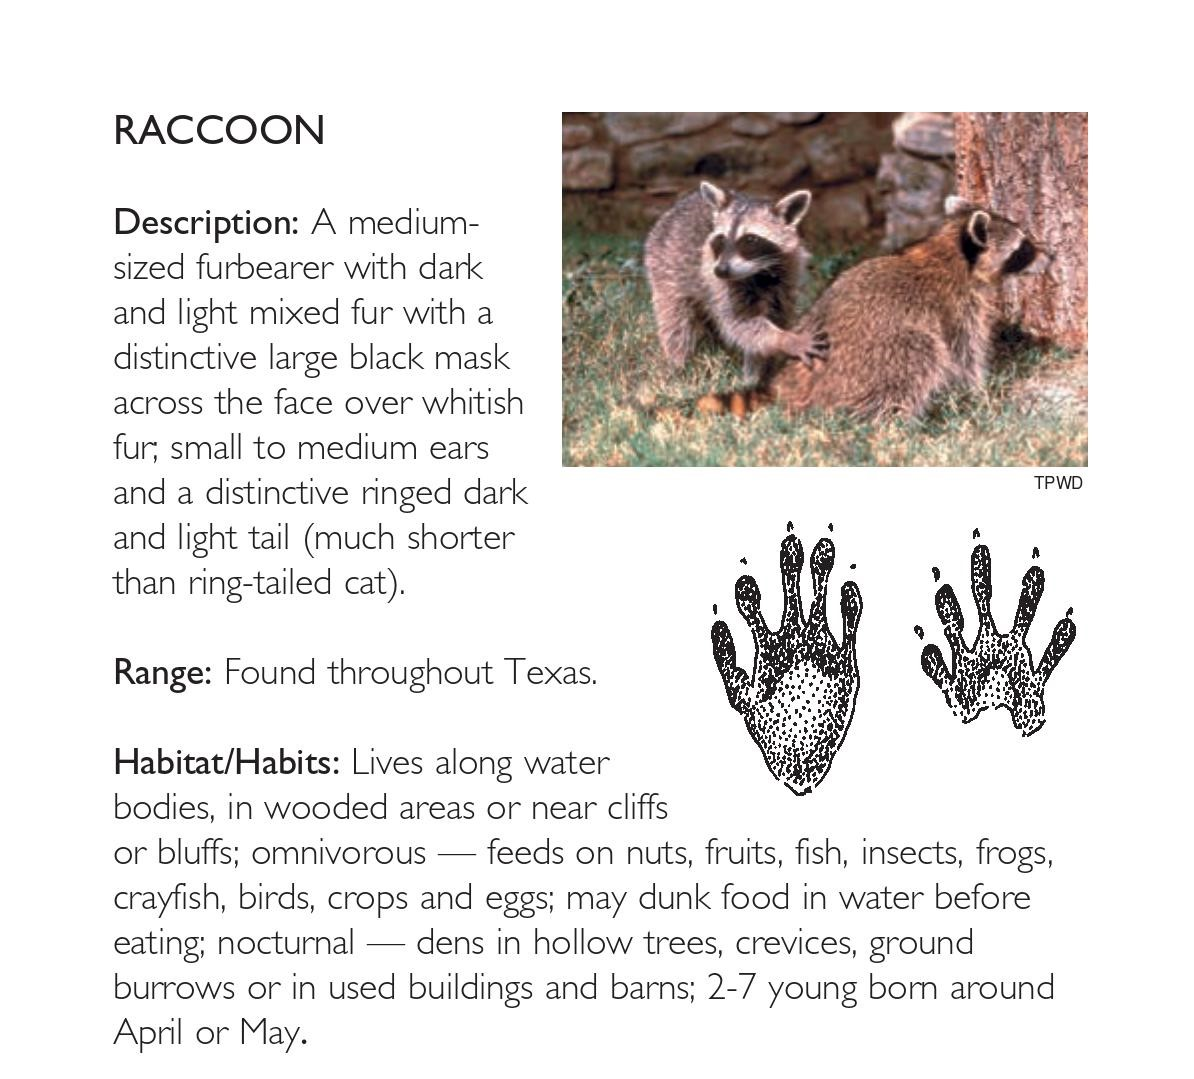 RACCOON
Description: A medium-
sized furbearer with dark
and light mixed fur with a
distinctive large black mask
across the face over whitish
fur; small to medium ears
and a distinctive ringed dark
and light tail (much shorter
than ring-tailed cat).
TPWD
Range: Found throughout Texas.
Habitat/Habits: Lives along water
bodies, in wooded areas or near cliffs
or bluffs; omnivorous — feeds on nuts, fruits, fish, insects, frogs,
crayfish, birds, crops and eggs; may dunk food in water before
eating; nocturnal — dens in hollow trees, crevices, ground
burrows or in used buildings and barns; 2-7 young born around
April or May.